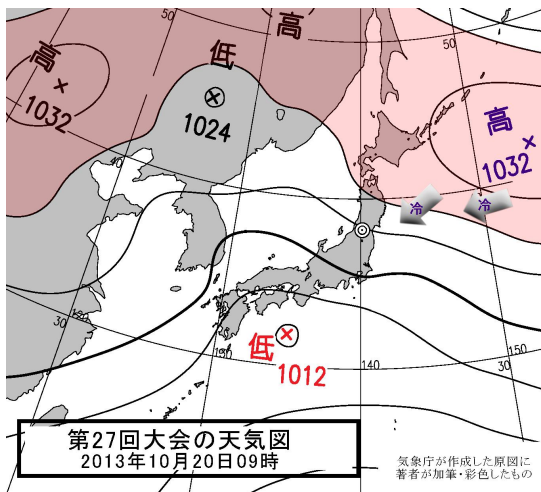 50
高
1032
低
1024
高
50
高
1032
冷
冷
40
30
130
低
1012
140
150
30
第27回大会の天気図
2013年10月20日09時
気象庁が作成した原図に
著者が加筆・彩色したもの